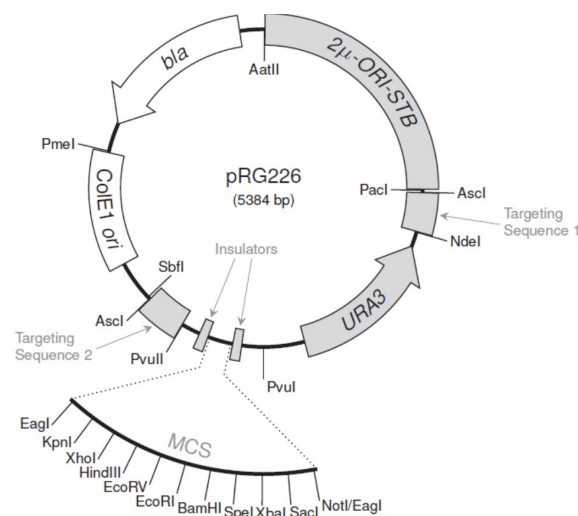 bla
AatII
2μ-ORI-STB
PmeI
ColE1 ori
pRG226
(5384 bp)
PacI
AscI
Targeting
Sequence 1
NdeI
URA3
Insulators
SbfI
AscI
Targeting
Sequence 2
PvuII
PvuI
MCS
EagI
KpnI
XhoI
HindIII
EcoRV
EcoRI
BamHI
SpeI
XbaI
SacI
NotI/EagI